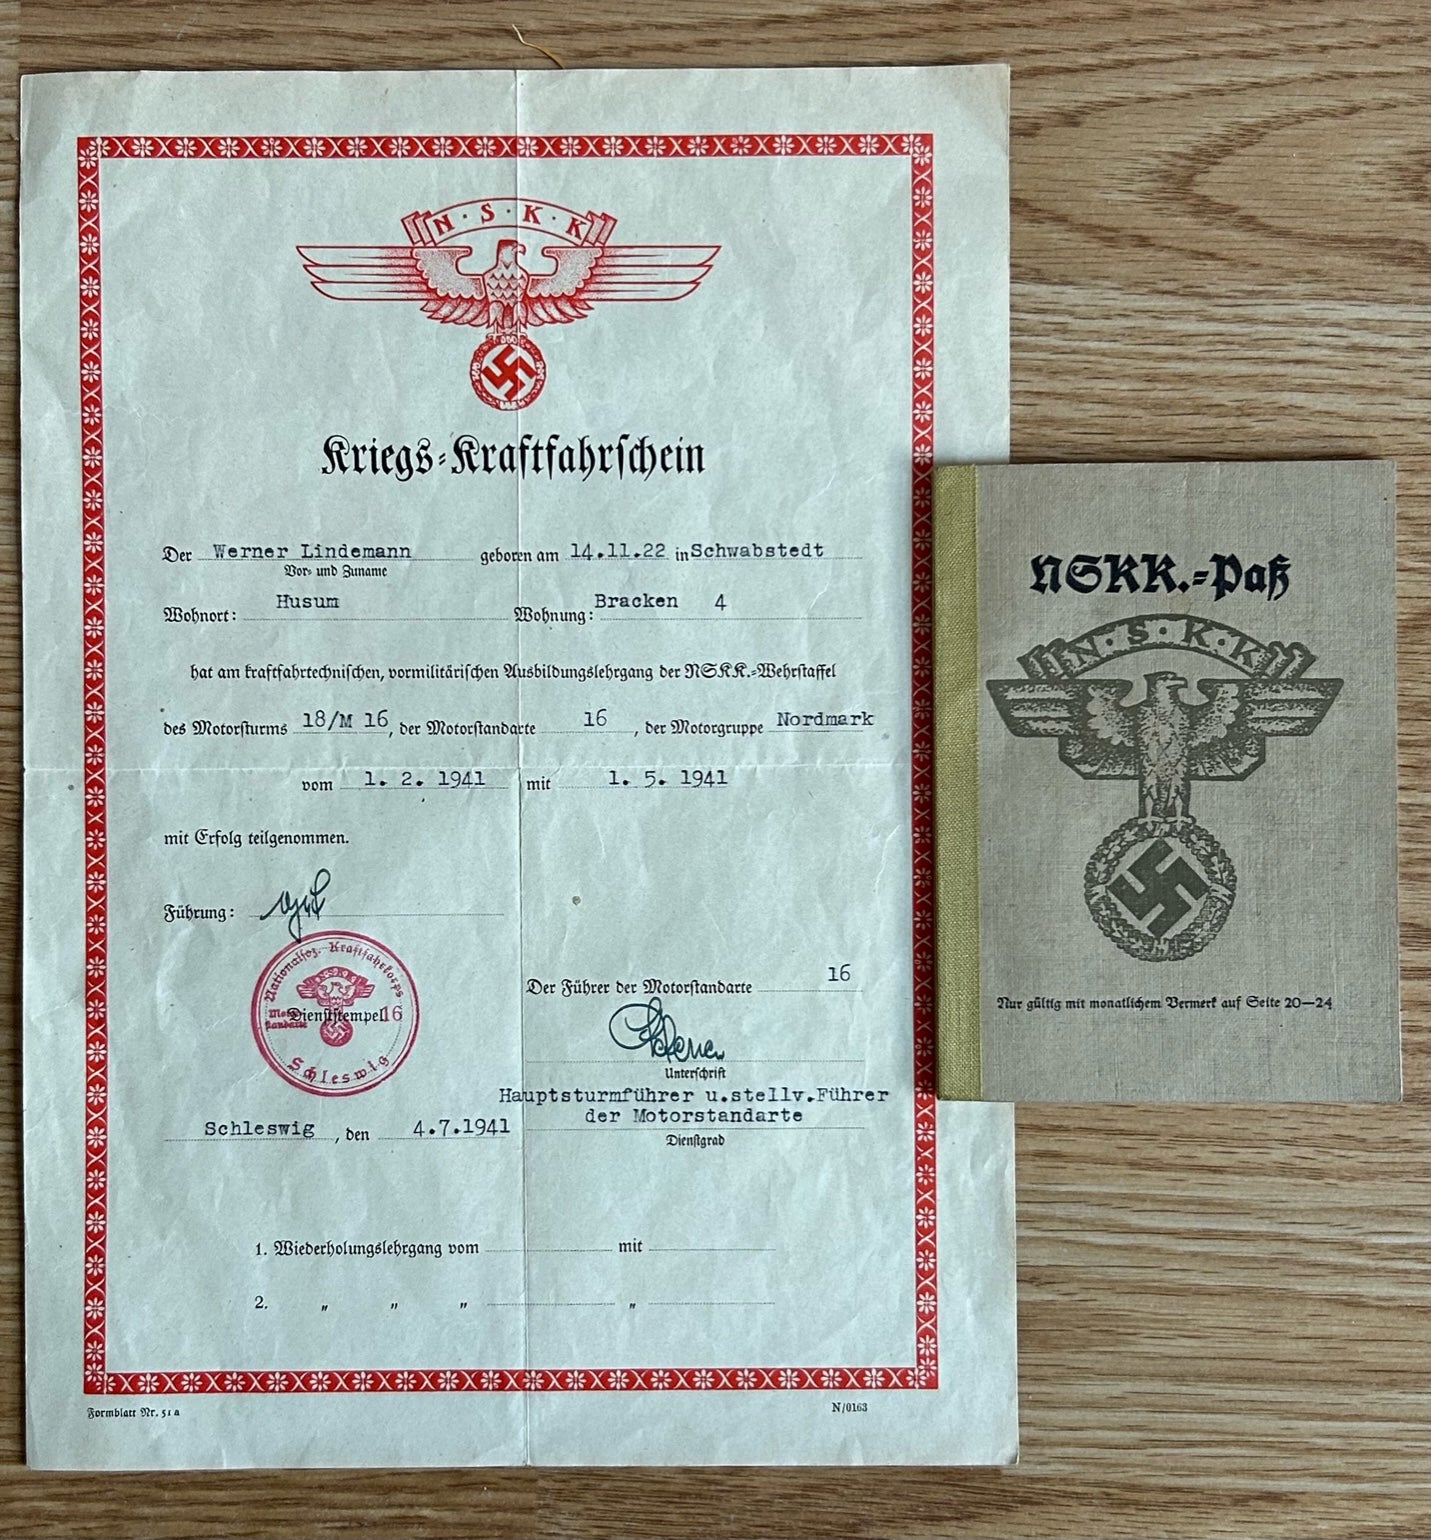 N·S·K·K
Kriegs-Kraftfahrschein
Der Werner Lindemann geboren am 14.11.22 in Schwabstedt
Vor- und Zuname
Wohnort: Husum Wohnung: Bracken 4
hat am kraftfahrtechnischen, vormilitärischen Ausbildungslehrgang der NSKK.-Wehrstaffel
des Motorsturms 18/M 16, der Motorstandarte 16, der Motorgruppe Nordmark
vom 1. 2. 1941 mit 1. 5. 1941
mit Erfolg teilgenommen.
Führung: gut
Nationalsoz. Kraftfahrkorps
Motor-
standarte 16
Dienststempel
Schleswig
Der Führer der Motorstandarte 16
Unterschrift
Hauptsturmführer u.stellv.Führer
der Motorstandarte
Dienstgrad
Schleswig, den 4.7.1941
1. Wiederholungslehrgang vom mit
2. " " " "
Formblatt Nr. 51a
N/0163
NSKK.-Paß
N·S·K·K
Nur gültig mit monatlichem Vermerk auf Seite 20—24